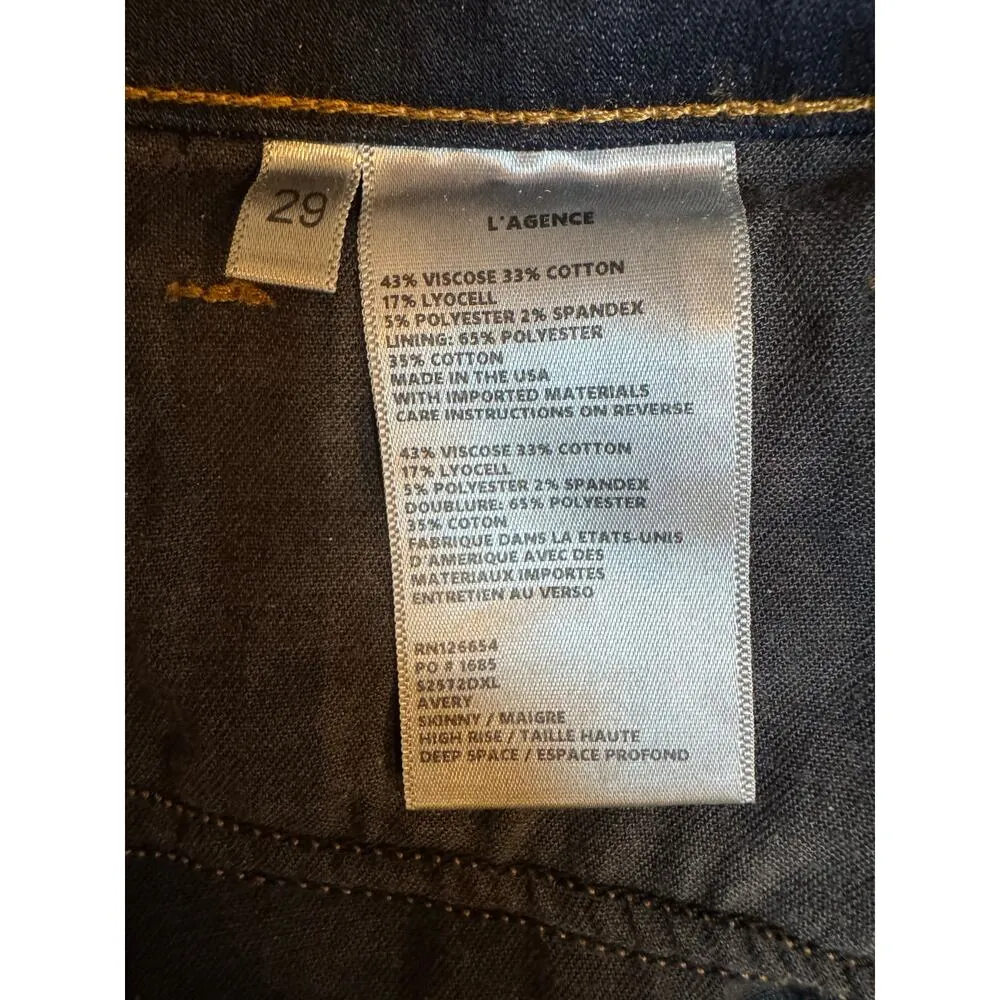 29
L'AGENCE
43% VISCOSE 33% COTTON
17% LYOCELL
5% POLYESTER 2% SPANDEX
LINING: 65% POLYESTER
35% COTTON
MADE IN THE USA
WITH IMPORTED MATERIALS
CARE INSTRUCTIONS ON REVERSE
43% VISCOSE 33% COTTON
17% LYOCELL
5% POLYESTER 2% SPANDEX
DOUBLURE: 65% POLYESTER
35% COTON
FABRIQUE DANS LA ETATS-UNIS
D'AMERIQUE AVEC DES
MATERIAUX IMPORTES
ENTRETIEN AU VERSO
RN126654
PO # 1685
S2572DXL
AVERY
SKINNY / MAIGRE
HIGH RISE / TAILLE HAUTE
DEEP SPACE / ESPACE PROFOND